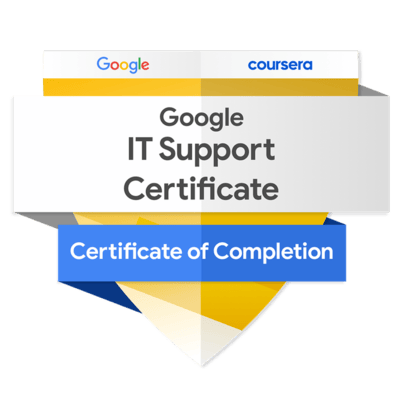 Google coursera
Google
IT Support
Certificate
Certificate of Completion